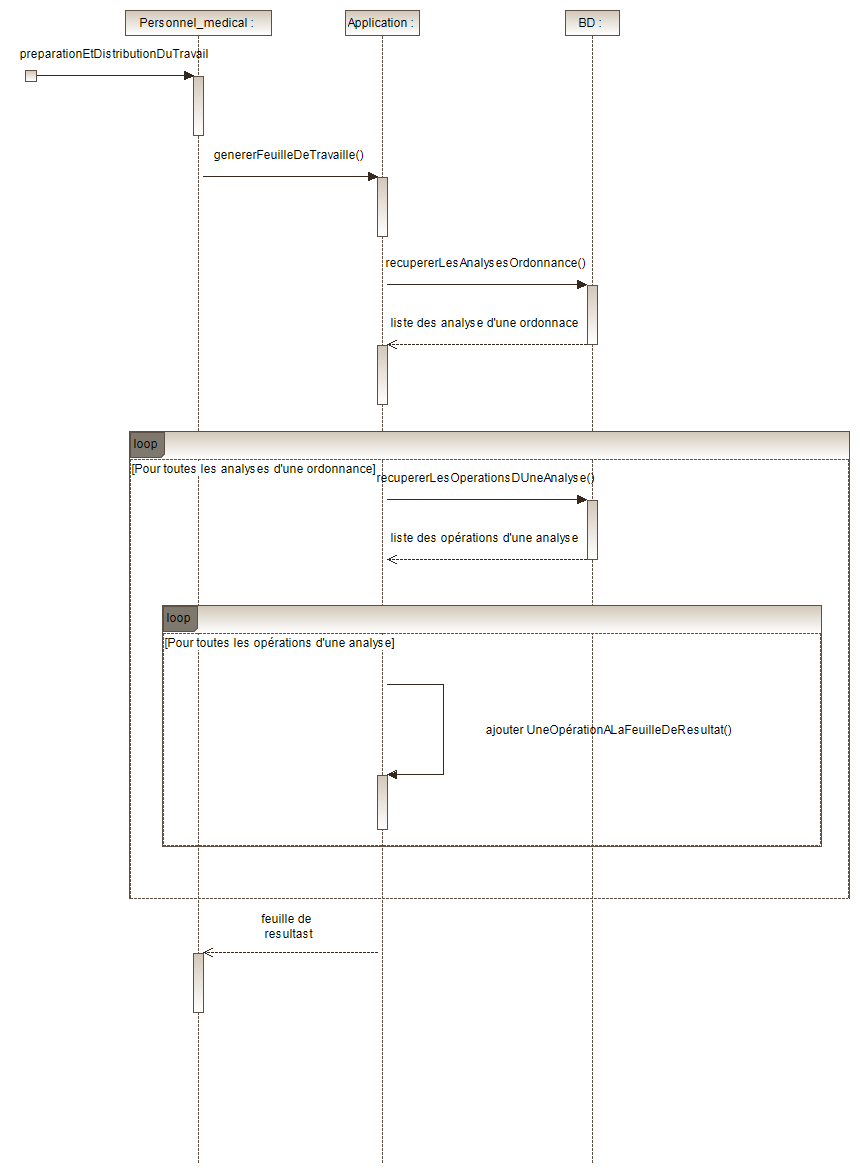 Personnel_medical :
Application :
BD :
preparationEtDistributionDuTravail
genererFeuilleDeTravaille()
recupererLesAnalysesOrdonnance()
liste des analyse d'une ordonnace
loop
[Pour toutes les analyses d'une ordonnance]
recupererLesOperationsDUneAnalyse()
liste des opérations d'une analyse
loop
[Pour toutes les opérations d'une analyse]
ajouter UneOpérationALaFeuilleDeResultat()
feuille de
resultast